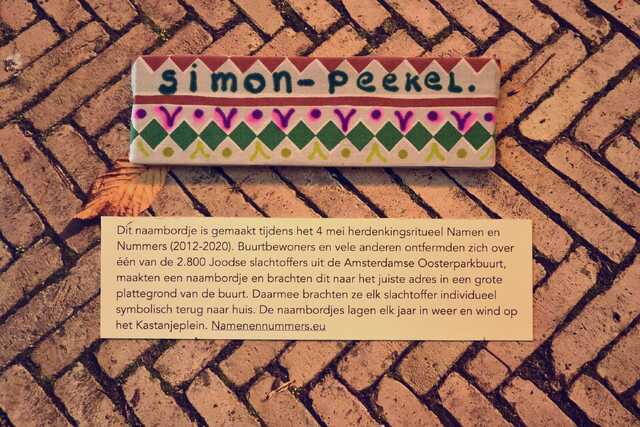 simon-peekel.
Dit naambordje is gemaakt tijdens het 4 mei herdenkingsritueel Namen en
Nummers (2012-2020). Buurtbewoners en vele anderen ontfermden zich over
één van de 2.800 Joodse slachtoffers uit de Amsterdamse Oosterparkbuurt,
maakten een naambordje en brachten dit naar het juiste adres in een grote
plattegrond van de buurt. Daarmee brachten ze elk slachtoffer individueel
symbolisch terug naar huis. De naambordjes lagen elk jaar in weer en wind op
het Kastanjeplein. Namenennummers.eu